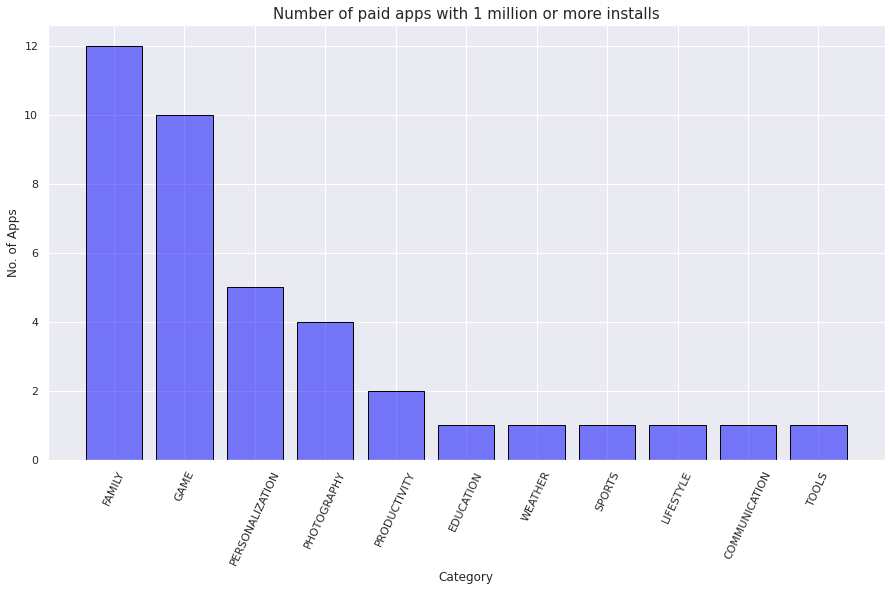 Number of paid apps with 1 million or more installs
No. of Apps
12
10
8
6
4
2
0
FAMILY
GAME
PERSONALIZATION
PHOTOGRAPHY
PRODUCTIVITY
EDUCATION
WEATHER
SPORTS
LIFESTYLE
COMMUNICATION
TOOLS
Category